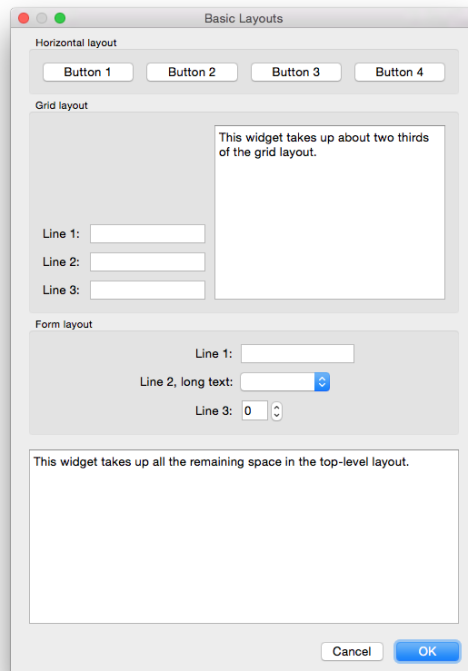 Basic Layouts
Horizontal layout
Button 1 Button 2 Button 3 Button 4
Grid layout
This widget takes up about two thirds
of the grid layout.
Line 1:
Line 2:
Line 3:
Form layout
Line 1:
Line 2, long text:
Line 3: 0
This widget takes up all the remaining space in the top-level layout.
Cancel OK